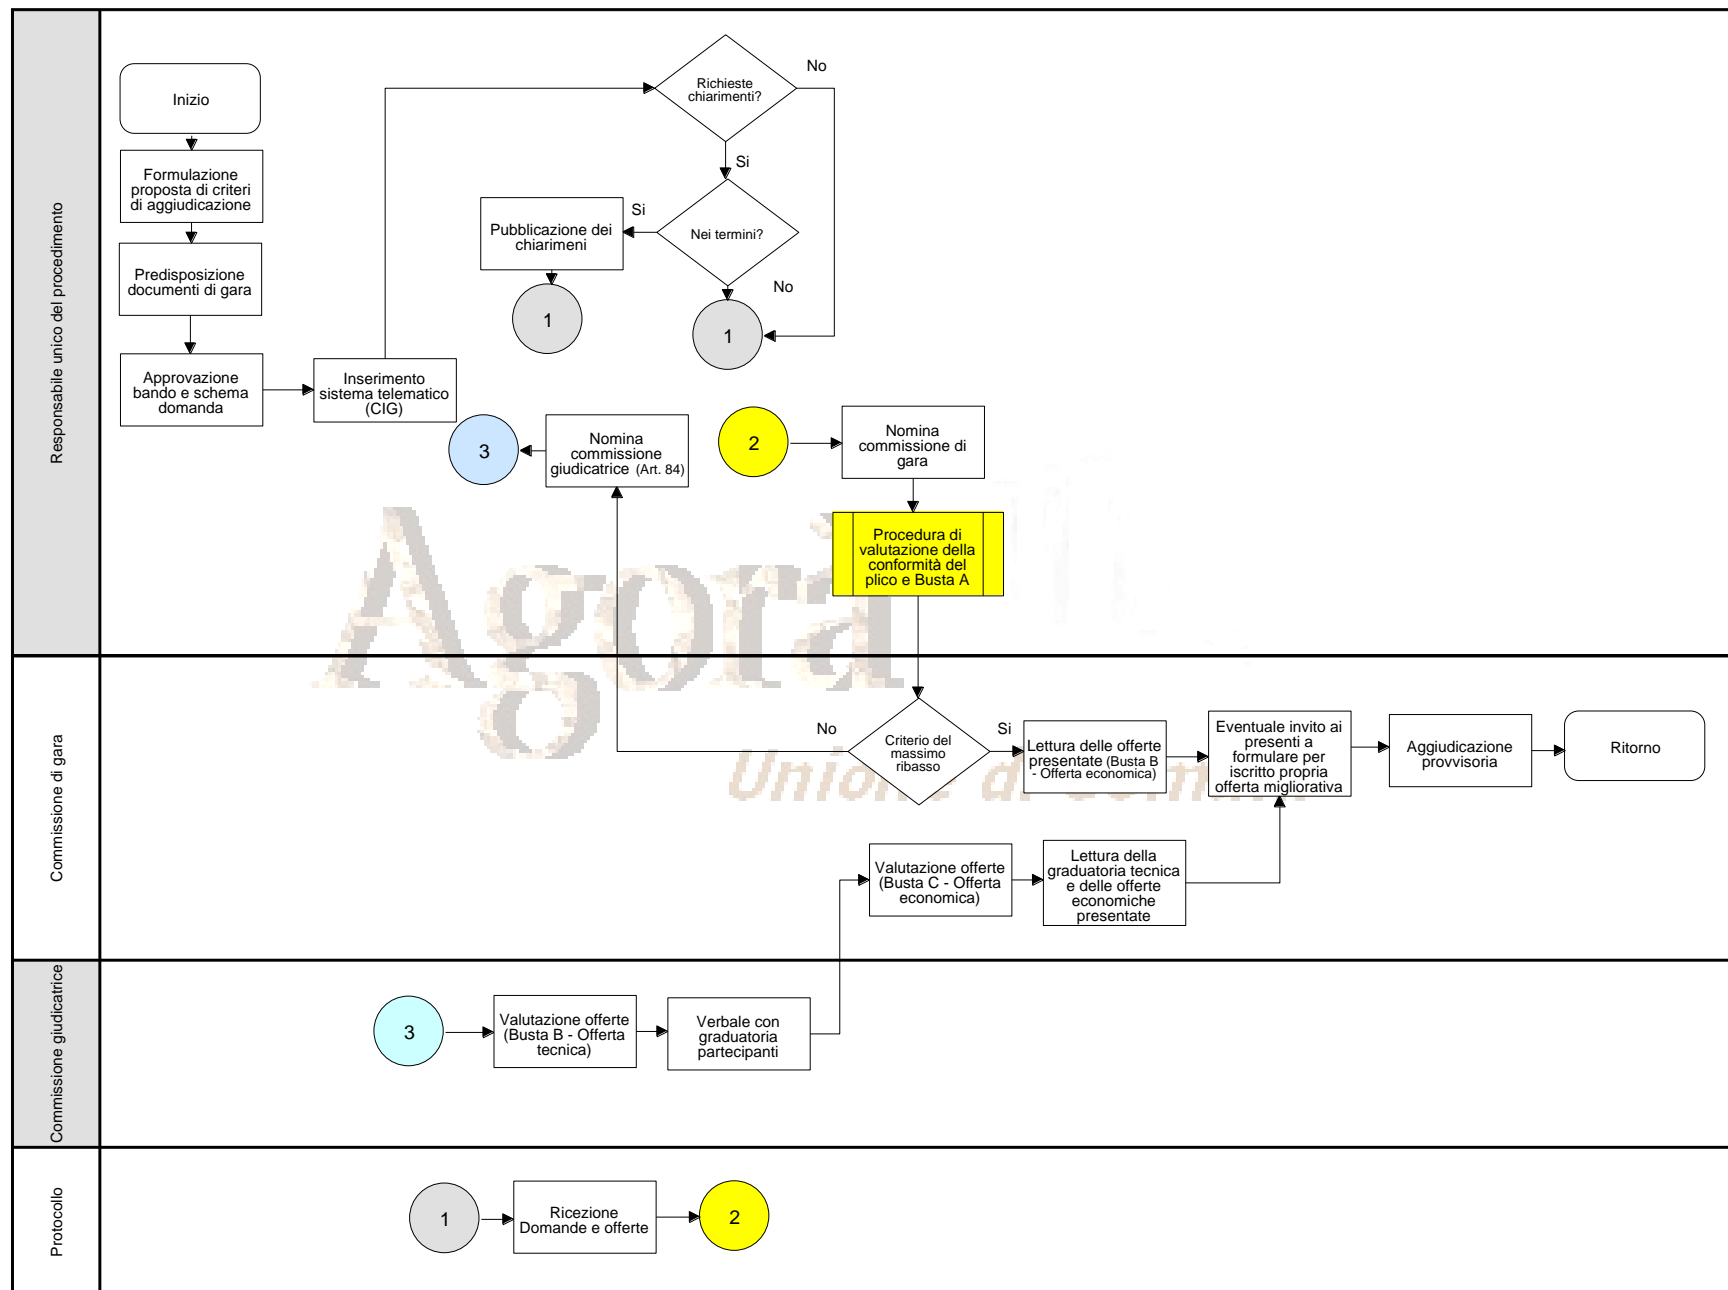 Responsabile unico del procedimento
Inizio
Formulazione
proposta di criteri
di aggiudicazione
Predisposizione
documenti di gara
Approvazione
bando e schema
domanda
Inserimento
sistema telematico
(CIG)
Richieste
chiarimenti?
No
Si
Nei termini?
Si
No
Pubblicazione dei
chiarimeni
1
1
3
Nomina
commissione
giudicatrice (Art. 84)
2
Nomina
commissione di
gara
Procedura di
valutazione della
conformità del
plico e Busta A
Agorà
Unione di Comuni
Commissione di gara
No
Criterio del
massimo
ribasso
Si
Lettura delle offerte
presentate (Busta B
- Offerta economica)
Eventuale invito ai
presenti a
formulare per
iscritto propria
offerta migliorativa
Aggiudicazione
provvisoria
Ritorno
Valutazione offerte
(Busta C - Offerta
economica)
Lettura della
graduatoria tecnica
e delle offerte
economiche
presentate
Commissione giudicatrice
3
Valutazione offerte
(Busta B - Offerta
tecnica)
Verbale con
graduatoria
partecipanti
Protocollo
1
Ricezione
Domande e offerte
2